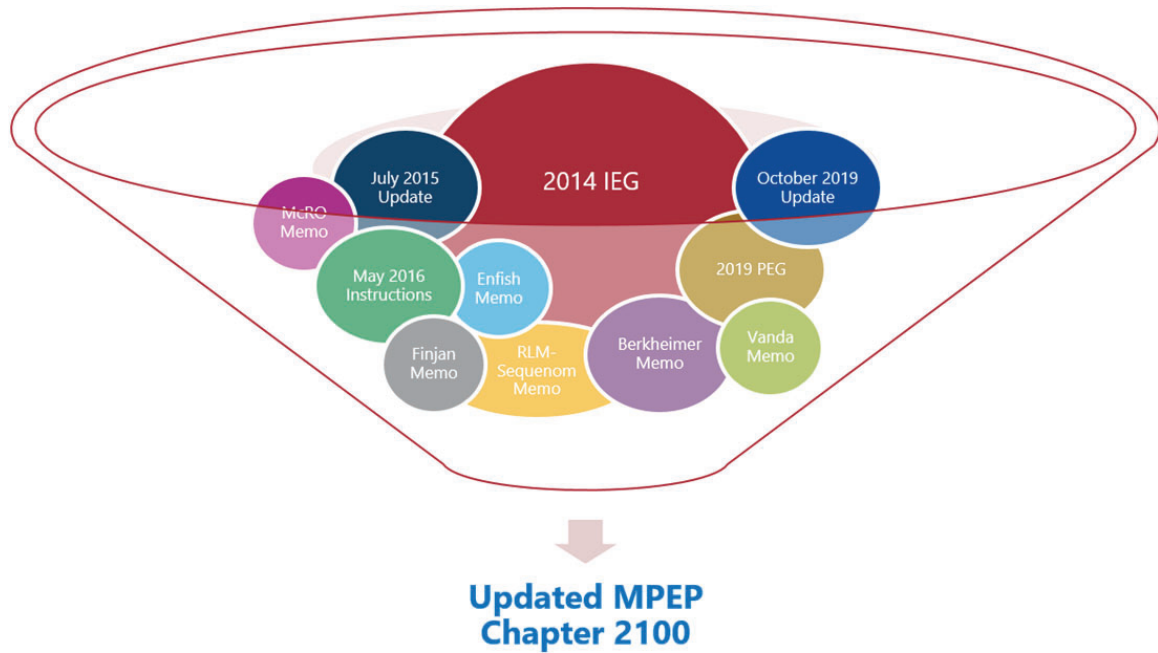 2014 IEG
July 2015
Update
October 2019
Update
McRO
Memo
May 2016
Instructions
Enfish
Memo
2019 PEG
Finjan
Memo
RLM-
Sequenom
Memo
Berkheimer
Memo
Vanda
Memo
Updated MPEP
Chapter 2100